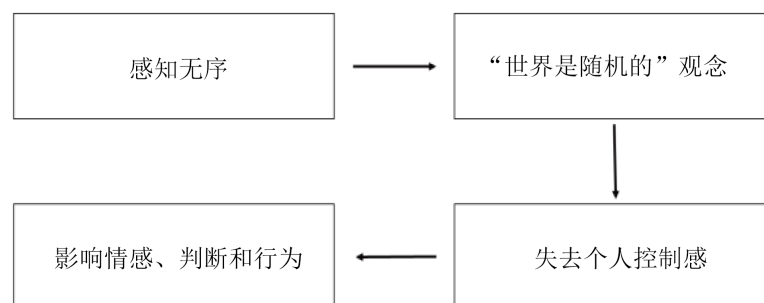 感知无序
“世界是随机的”观念
失去个人控制感
影响情感、判断和行为